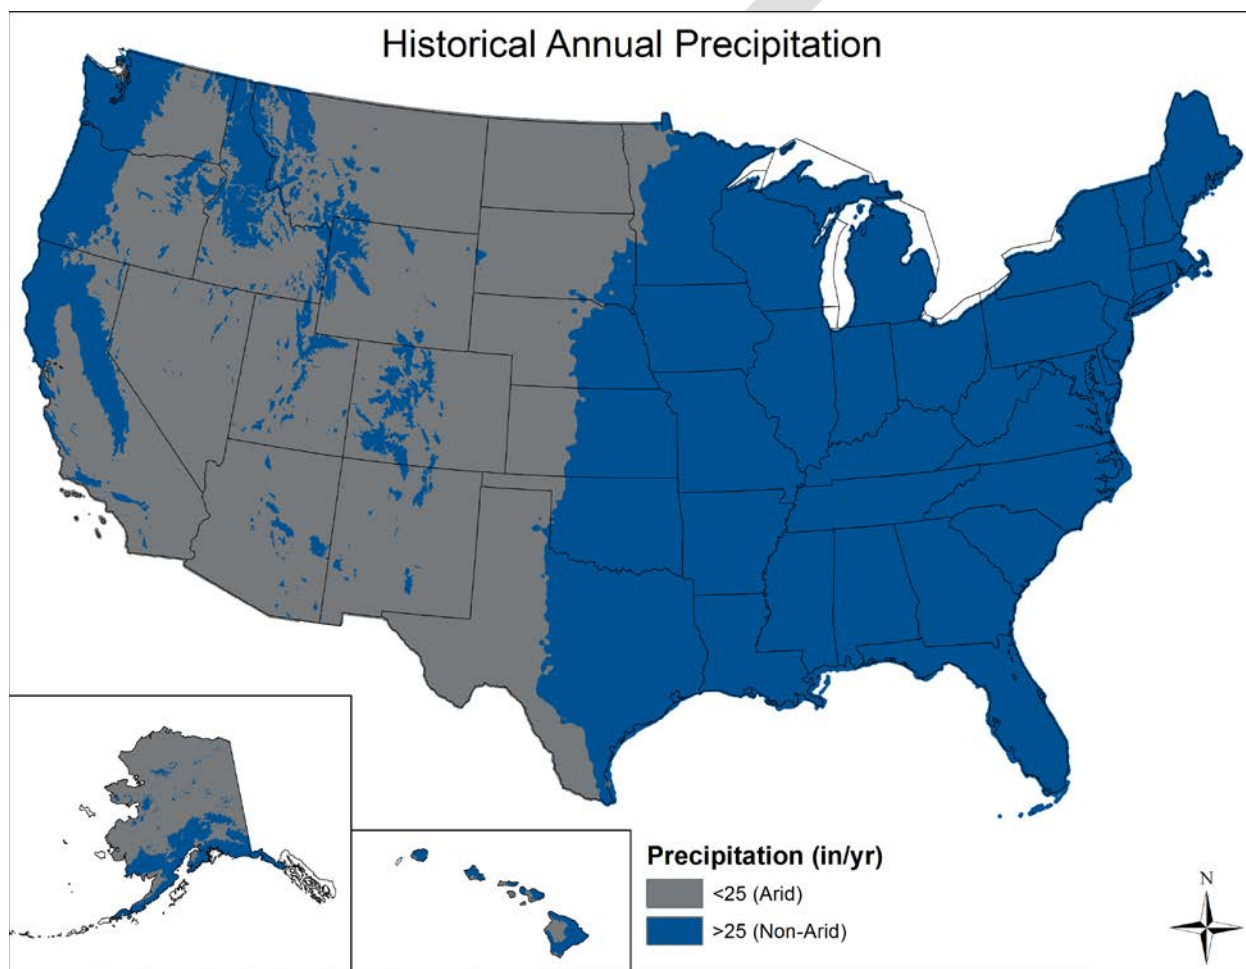 Historical Annual Precipitation
Precipitation (in/yr)
<25 (Arid)
>25 (Non-Arid)
N